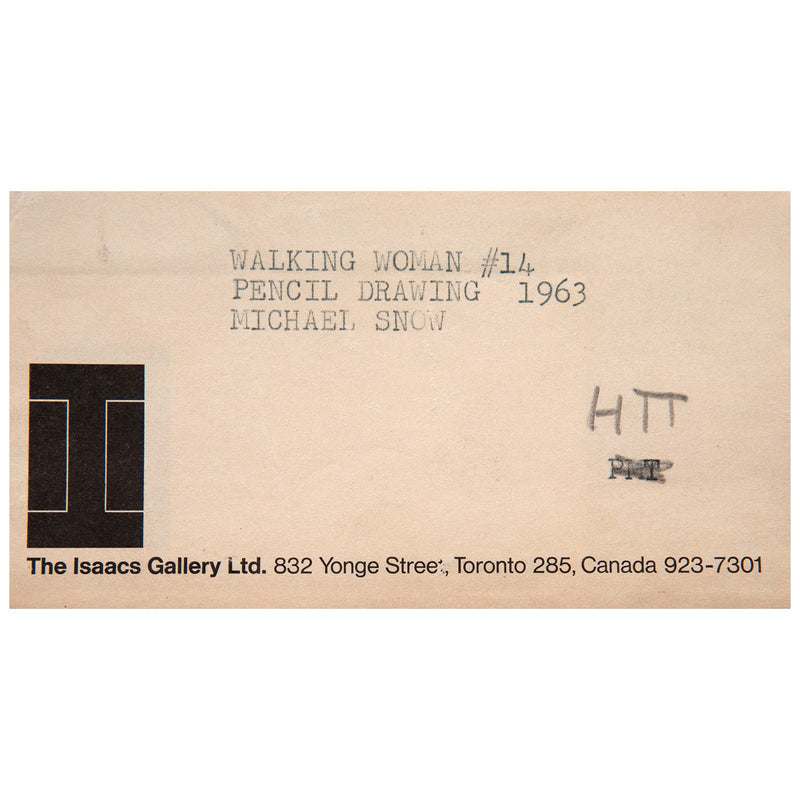 WALKING WOMAN #14
PENCIL DRAWING 1963
MICHAEL SNOW
HTT
PNT
The Isaacs Gallery Ltd. 832 Yonge Street, Toronto 285, Canada 923-7301